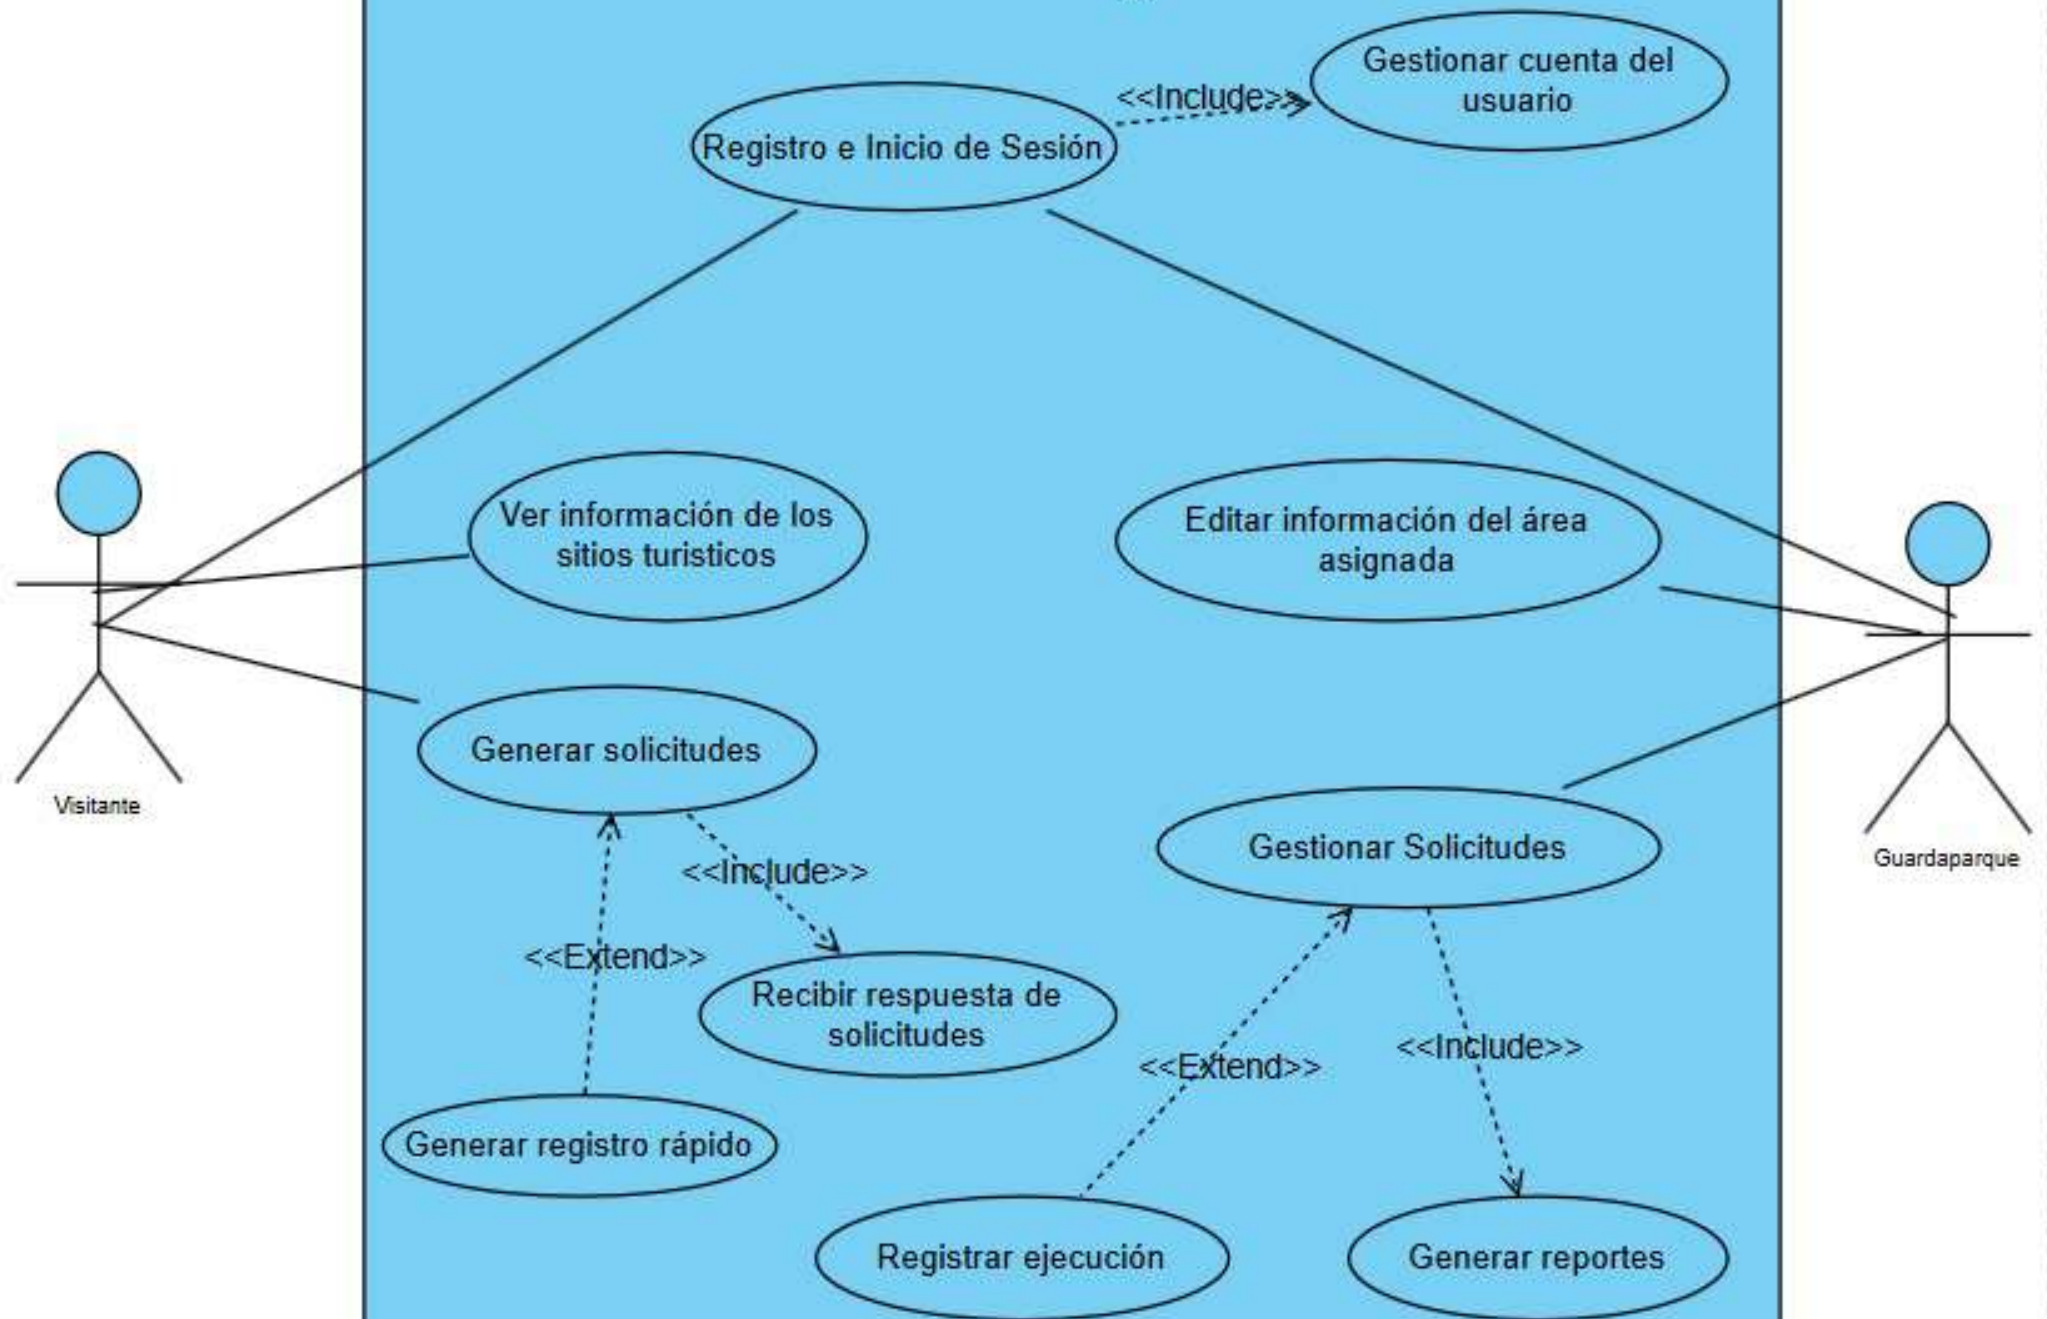 Gestionar cuenta del
usuario
<<Include>>
Registro e Inicio de Sesión
Ver información de los
sitios turisticos
Editar información del área
asignada
Generar solicitudes
Visitante
Gestionar Solicitudes
Guardaparque
<<Include>>
<<Extend>>
Recibir respuesta de
solicitudes
<<Include>>
<<Extend>>
Generar registro rápido
Registrar ejecución
Generar reportes